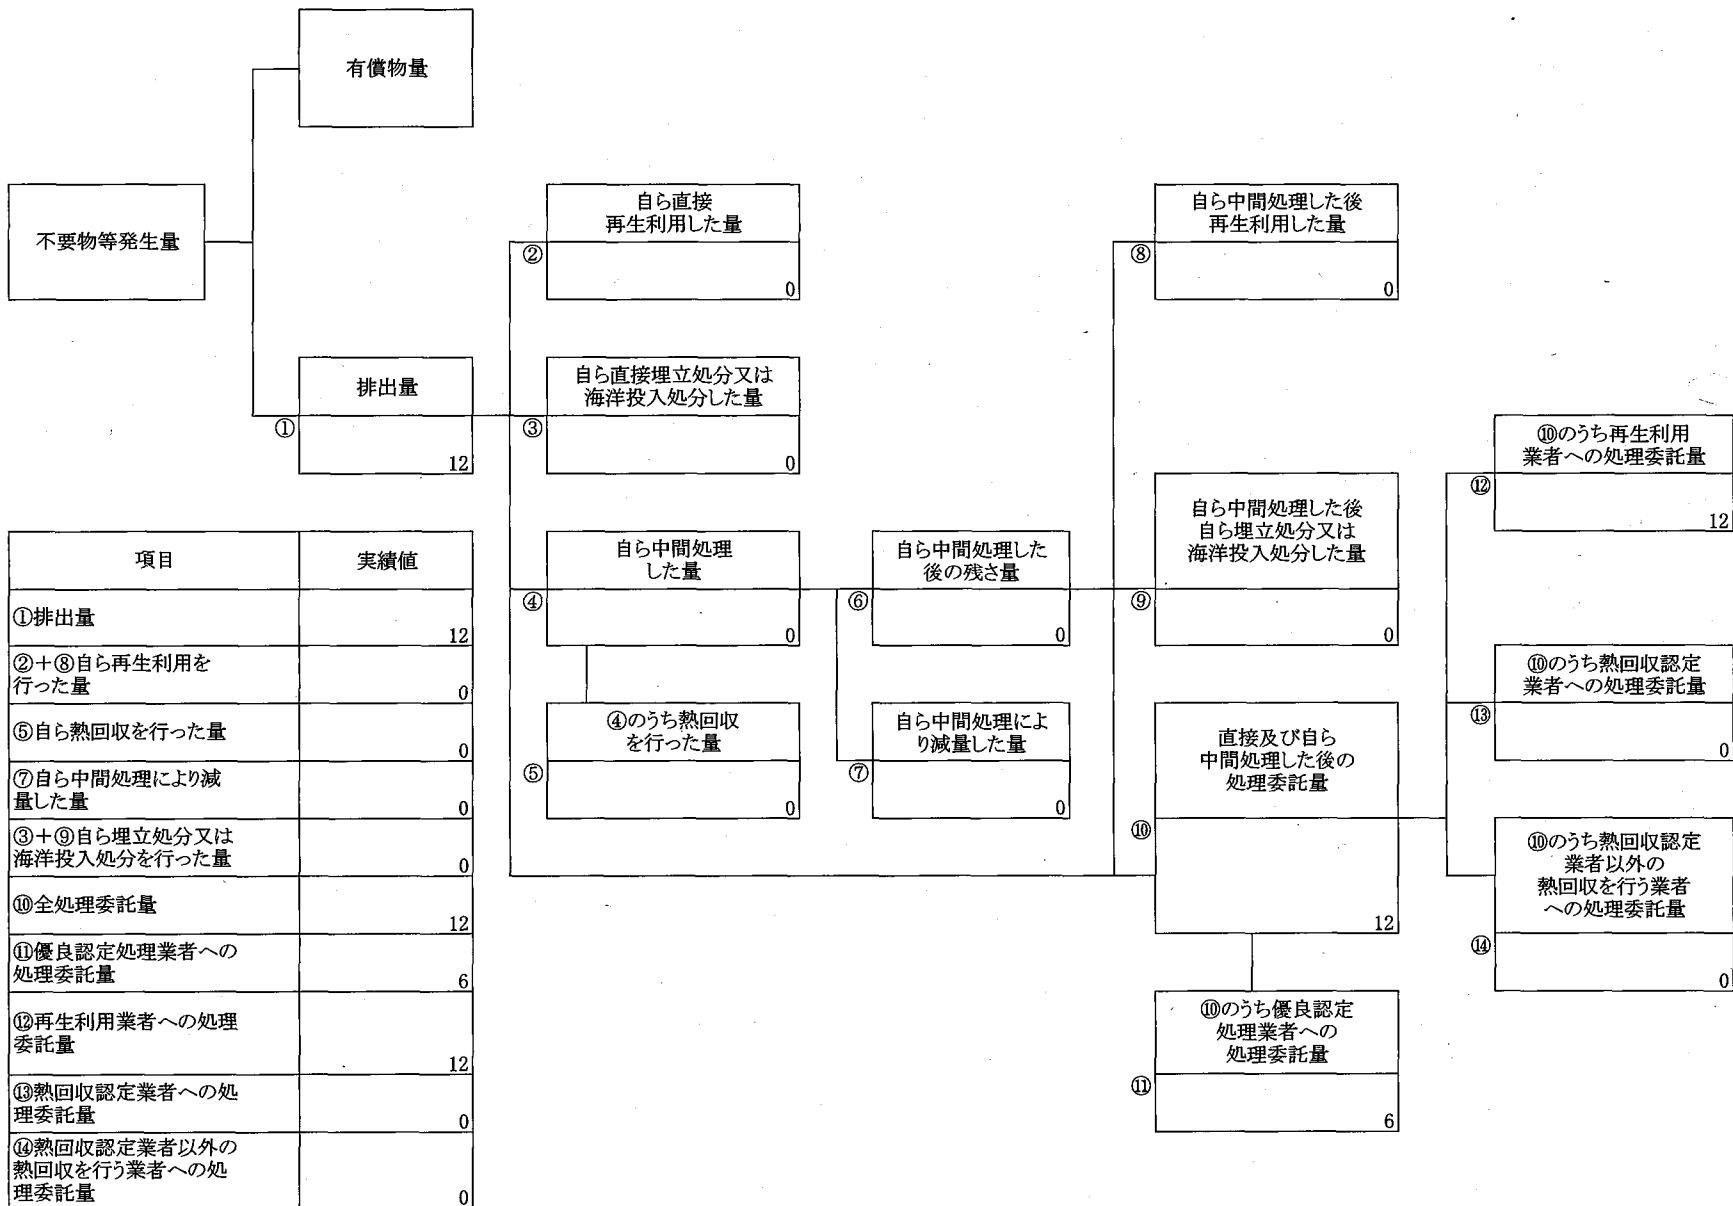 有償物量
不要物等発生量
排出量
①
12
自ら直接
再生利用した量
②
0
自ら直接埋立処分又は
海洋投入処分した量
③
0
自ら中間処理
した量
④
0
④のうち熱回収
を行った量
⑤
0
自ら中間処理した
後の残さ量
⑥
0
自ら中間処理によ
り減量した量
⑦
0
自ら中間処理した後
再生利用した量
⑧
0
自ら中間処理した後
自ら埋立処分又は
海洋投入処分した量
⑨
0
直接及び自ら
中間処理した後の
処理委託量
⑩
12
⑩のうち優良認定
処理業者への
処理委託量
⑪
6
⑩のうち再生利用
業者への処理委託量
⑫
12
⑩のうち熱回収認定
業者への処理委託量
⑬
0
⑩のうち熱回収認定
業者以外の
熱回収を行う業者
への処理委託量
⑭
0
項目 実績値
①排出量
12
②+⑧自ら再生利用を
行った量
0
⑤自ら熱回収を行った量
0
⑦自ら中間処理により減
量した量
0
③+⑨自ら埋立処分又は
海洋投入処分を行った量
0
⑩全処理委託量
12
⑪優良認定処理業者への
処理委託量
6
⑫再生利用業者への処理
委託量
12
⑬熱回収認定業者への処
理委託量
0
⑭熱回収認定業者以外の
熱回収を行う業者への処
理委託量
0